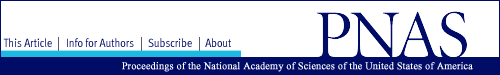 PNAS
This Article | Info for Authors | Subscribe | About
Proceedings of the National Academy of Sciences of the United States of America